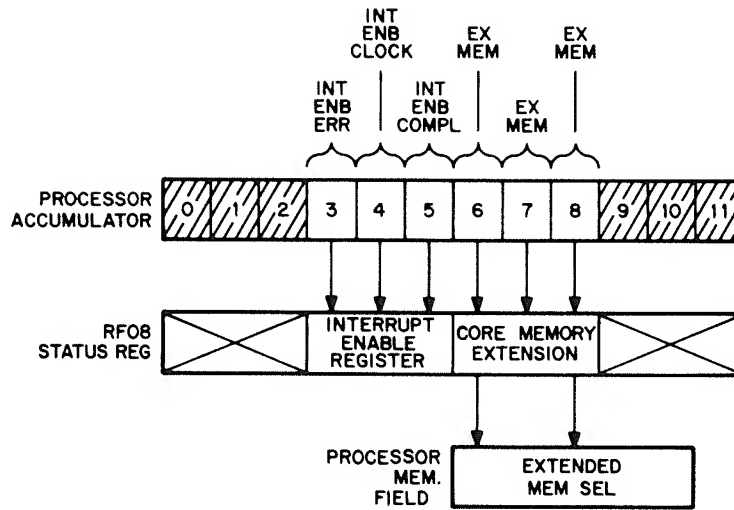 INT
ENB
CLOCK
EX
MEM
EX
MEM
INT
ENB
ERR
INT
ENB
COMPL
EX
MEM
PROCESSOR
ACCUMULATOR
0 1 2 3 4 5 6 7 8 9 10 11
RF08
STATUS REG
INTERRUPT
ENABLE
REGISTER
CORE MEMORY
EXTENSION
PROCESSOR
MEM.
FIELD
EXTENDED
MEM SEL